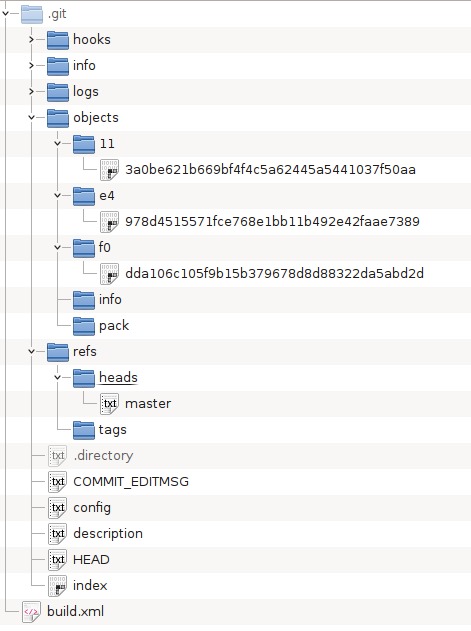 .git
hooks
info
logs
objects
11
3a0be621b669bf4f4c5a62445a5441037f50aa
e4
978d4515571fce768e1bb11b492e42faae7389
f0
dda106c105f9b15b379678d8d88322da5abd2d
info
pack
refs
heads
txt master
tags
txt .directory
txt COMMIT_EDITMSG
txt config
txt description
txt HEAD
index
</> build.xml